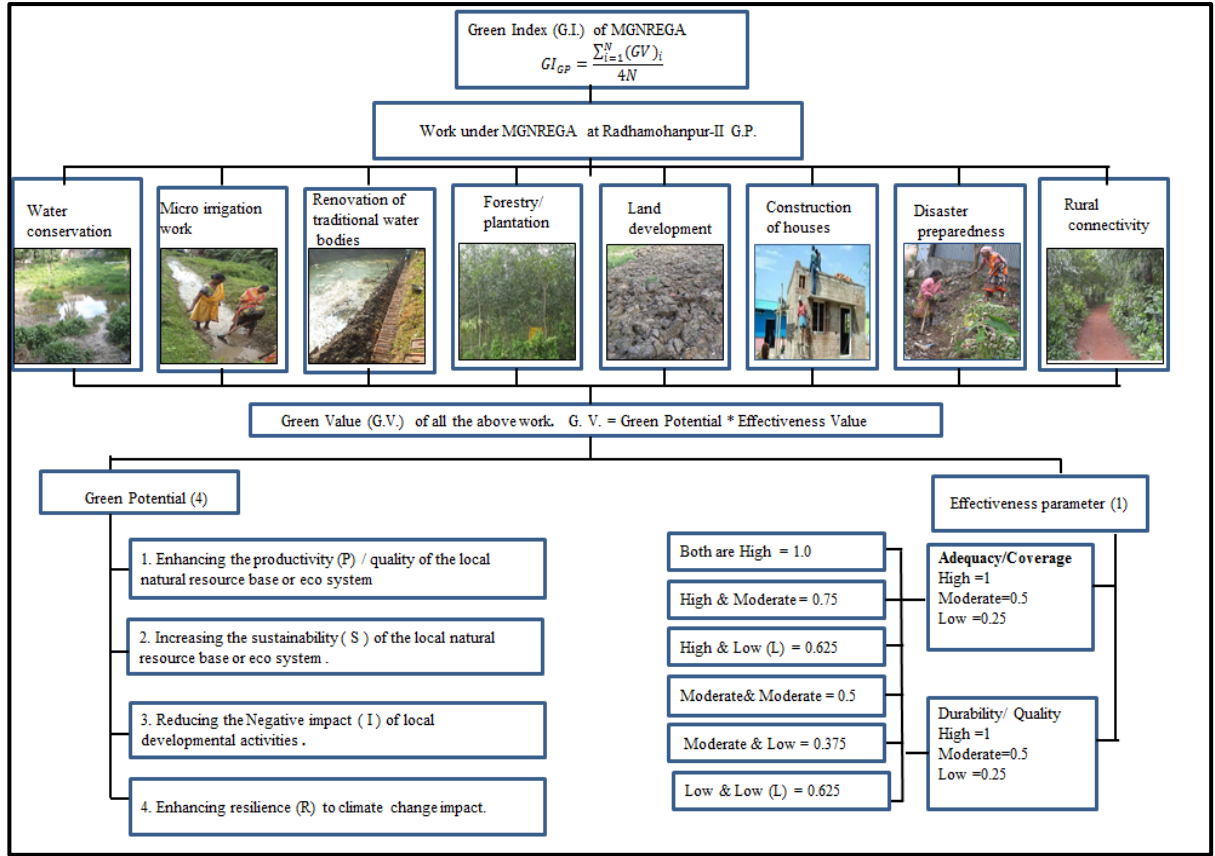 Green Index (G.I.) of MGNREGA
GI_{GP} = \frac{\sum_{i=1}^{N}(GV)_i}{4N}
Work under MGNREGA at Radhamohanpur-II G.P.
Water
conservation
Micro irrigation
work
Renovation of
traditional water
bodies
Forestry/
plantation
Land
development
Construction
of houses
Disaster
preparedness
Rural
connectivity
Green Value (G.V.) of all the above work. G. V. = Green Potential * Effectiveness Value
Green Potential (4)
1. Enhancing the productivity (P) / quality of the local
natural resource base or eco system
2. Increasing the sustainability ( S ) of the local natural
resource base or eco system .
3. Reducing the Negative impact ( I ) of local
developmental activities .
4. Enhancing resilience (R) to climate change impact.
Effectiveness parameter (1)
Both are High = 1.0
High & Moderate = 0.75
High & Low (L) = 0.625
Moderate& Moderate = 0.5
Moderate & Low = 0.375
Low & Low (L) = 0.625
Adequacy/Coverage
High =1
Moderate=0.5
Low =0.25
Durability/ Quality
High =1
Moderate=0.5
Low =0.25